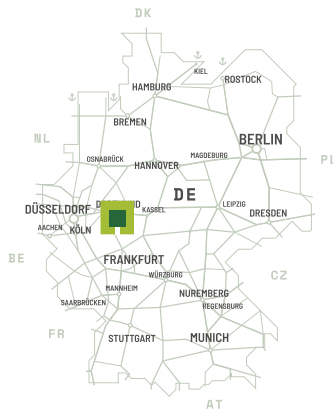 DK
KIEL
ROSTOCK
HAMBURG
BREMEN
NL
BERLIN
OSNABRÜCK
HANNOVER
MAGDEBURG
PL
DE
DÜSSELDORF
KASSEL
LEIPZIG
DRESDEN
AACHEN
KÖLN
BE
FRANKFURT
WÜRZBURG
CZ
MANNHEIM
NUREMBERG
SAARBRÜCKEN
REGENSBURG
FR
STUTTGART
MUNICH
AT